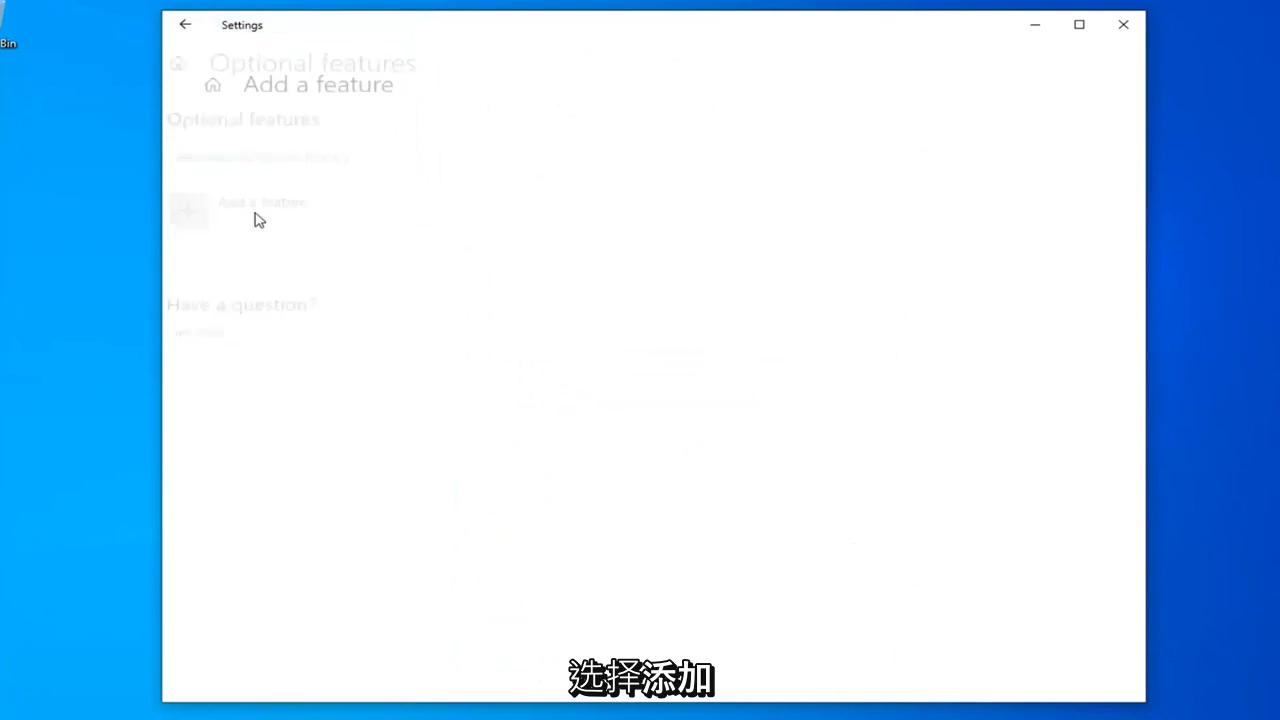 Settings
Bin
Optional features
Add a feature
Optional features
Add a feature
Have a question?
选择添加